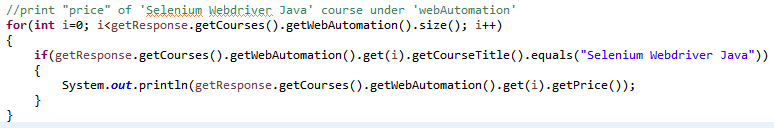 //print "price" of 'Selenium Webdriver Java' course under 'webAutomation'
for(int i=0; i<getResponse.getCourses().getWebAutomation().size(); i++)
{
    if(getResponse.getCourses().getWebAutomation().get(i).getCourseTitle().equals("Selenium Webdriver Java"))
    {
        System.out.println(getResponse.getCourses().getWebAutomation().get(i).getPrice());
    }
}